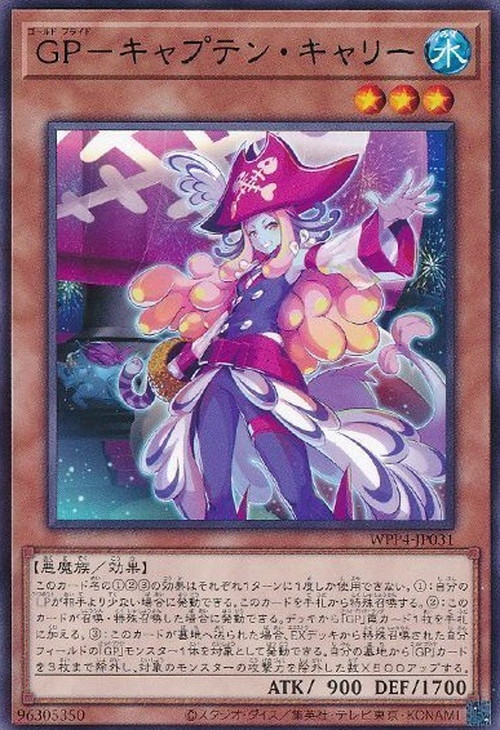 ゴールド プライド
GP－キャプテン・キャリー
水
WPP4-JP031
【悪魔族／効果】
このカード名の①②③の効果はそれぞれ1ターンに1度しか使用できない。①：自分の
LPが相手より少ない場合に発動できる。このカードを手札から特殊召喚する。②：この
カードが召喚・特殊召喚した場合に発動できる。デッキから「GP」罠カード1枚を手札
に加える。③：このカードが墓地へ送られた場合、EXデッキから特殊召喚された自分
フィールドの「GP」モンスター1体を対象として発動できる。自分の墓地から「GP」カード
を3枚まで除外し、対象のモンスターの攻撃力を除外した数×500アップする。
ATK/ 900 DEF/1700
96305350 ©スタジオ・ダイス／集英社・テレビ東京・KONAMI